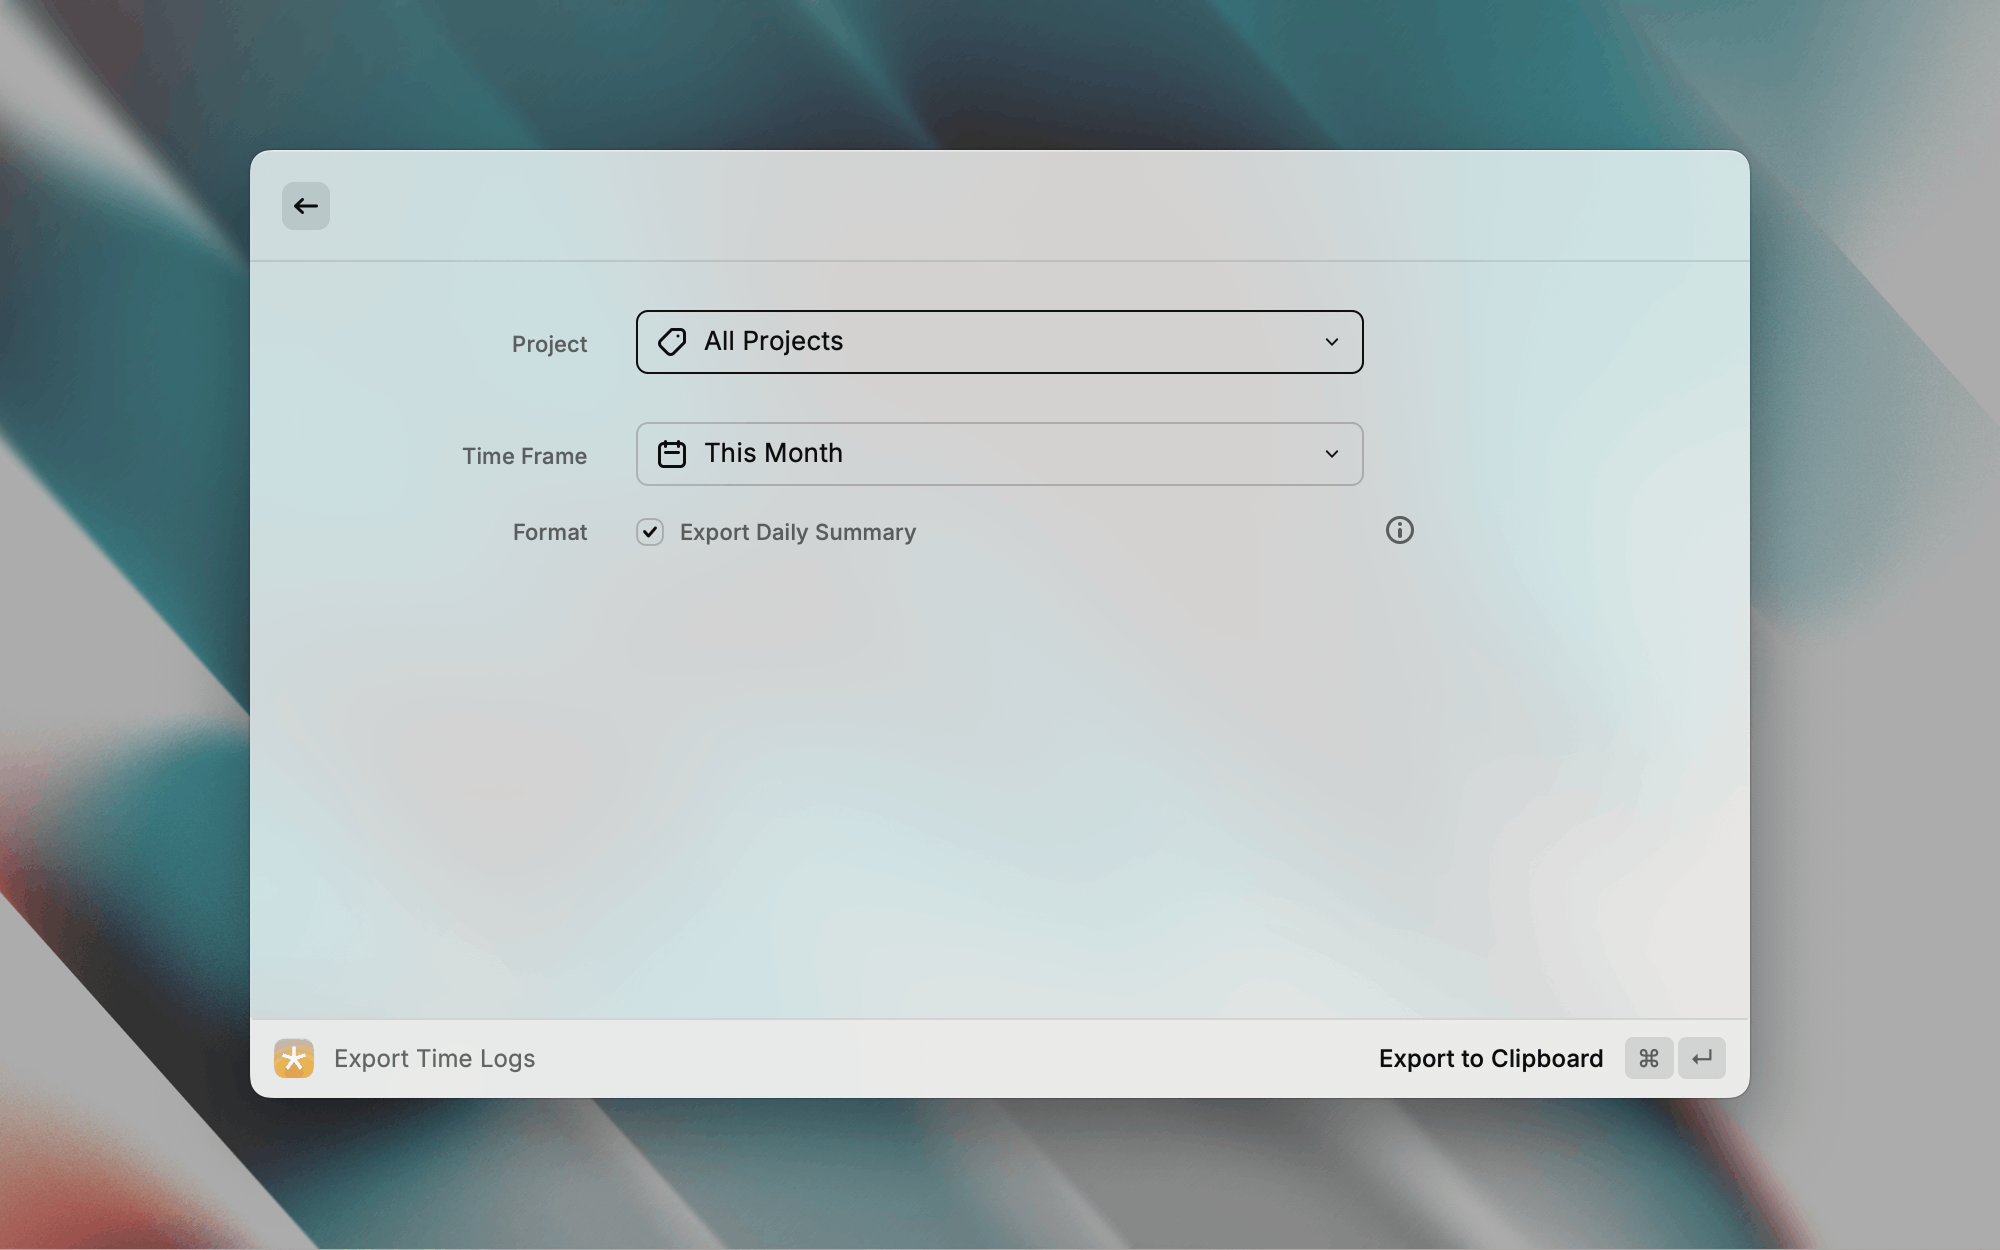 Project
All Projects
Time Frame
This Month
Format
Export Daily Summary
Export Time Logs
Export to Clipboard ⌘ ↵